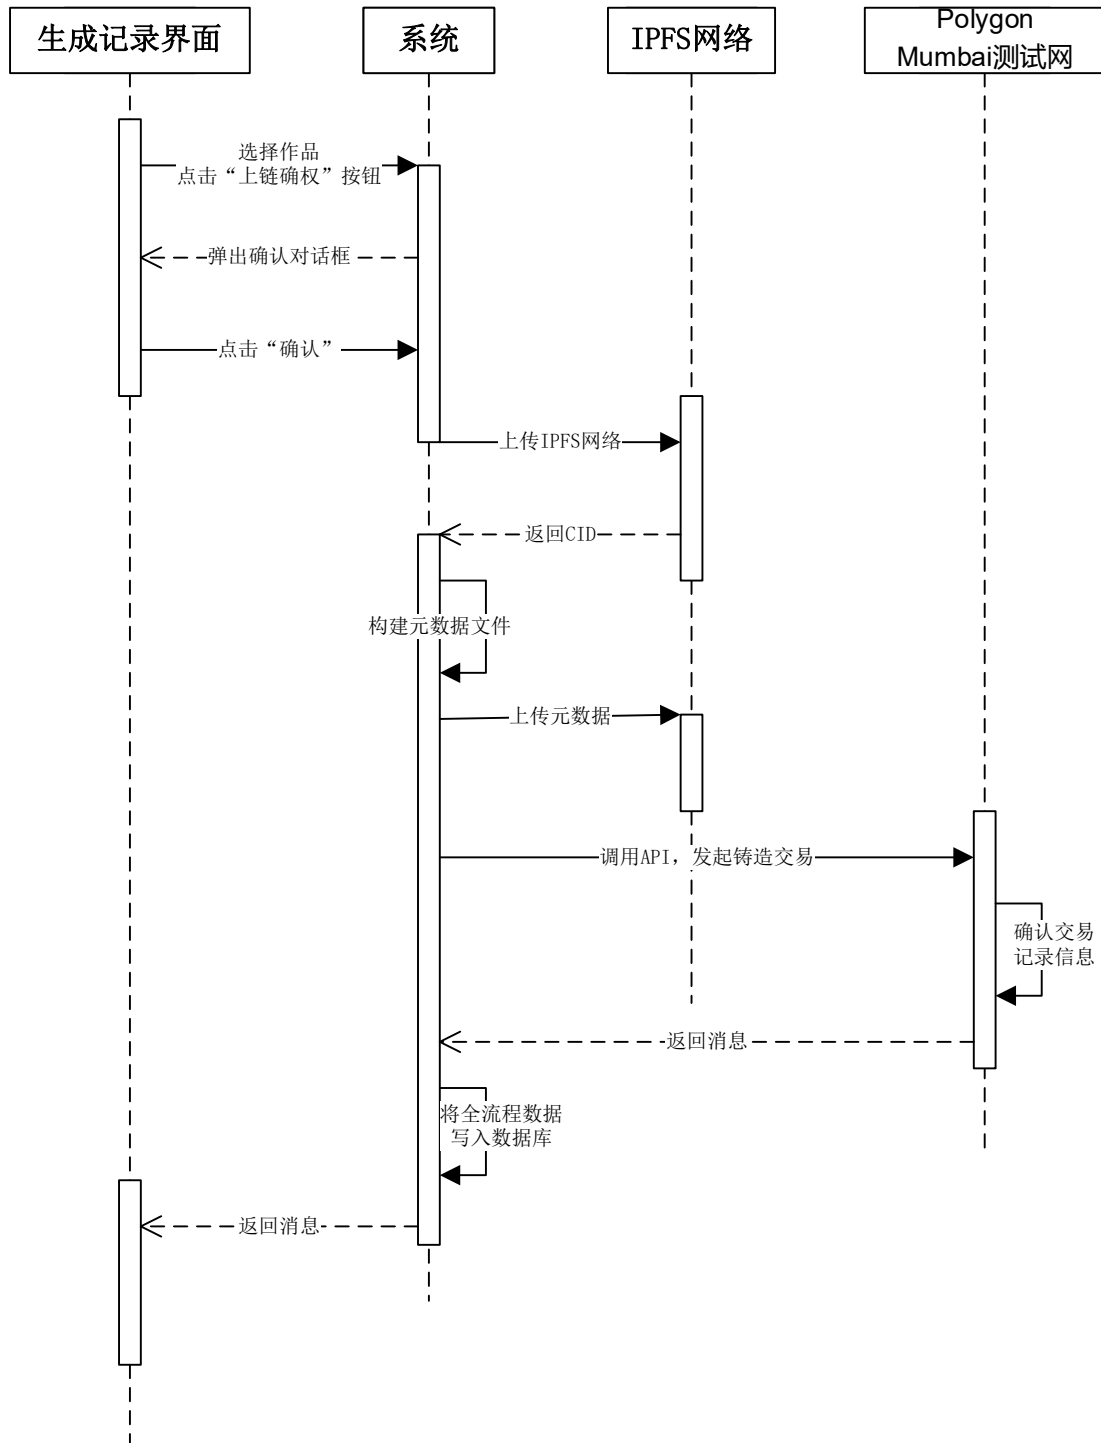 生成记录界面
系统
IPFS网络
Polygon
Mumbai测试网
选择作品
点击“上链确权”按钮
弹出确认对话框
点击“确认”
上传IPFS网络
返回CID
构建元数据文件
上传元数据
调用API，发起铸造交易
确认交易
记录信息
返回消息
将全流程数据
写入数据库
返回消息